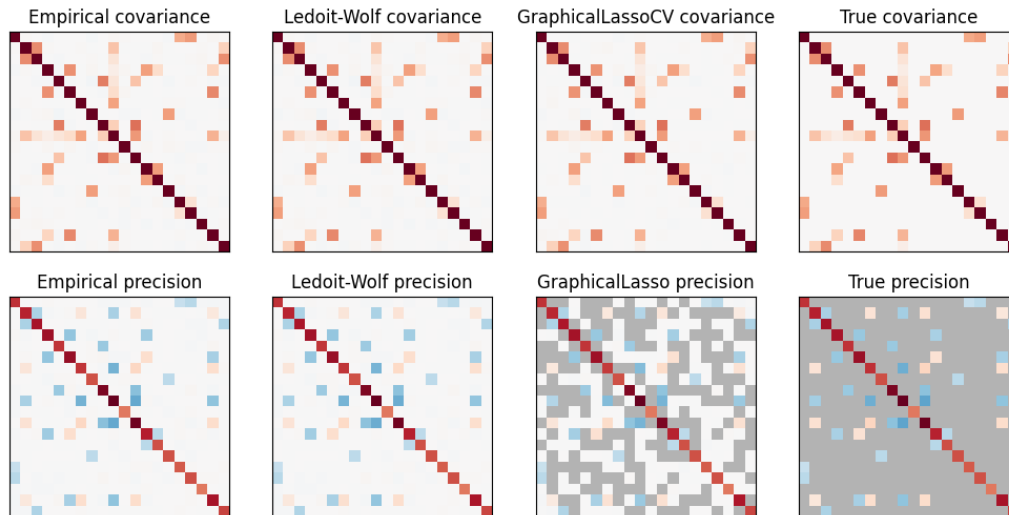 Empirical covariance
Ledoit-Wolf covariance
GraphicalLassoCV covariance
True covariance
Empirical precision
Ledoit-Wolf precision
GraphicalLasso precision
True precision